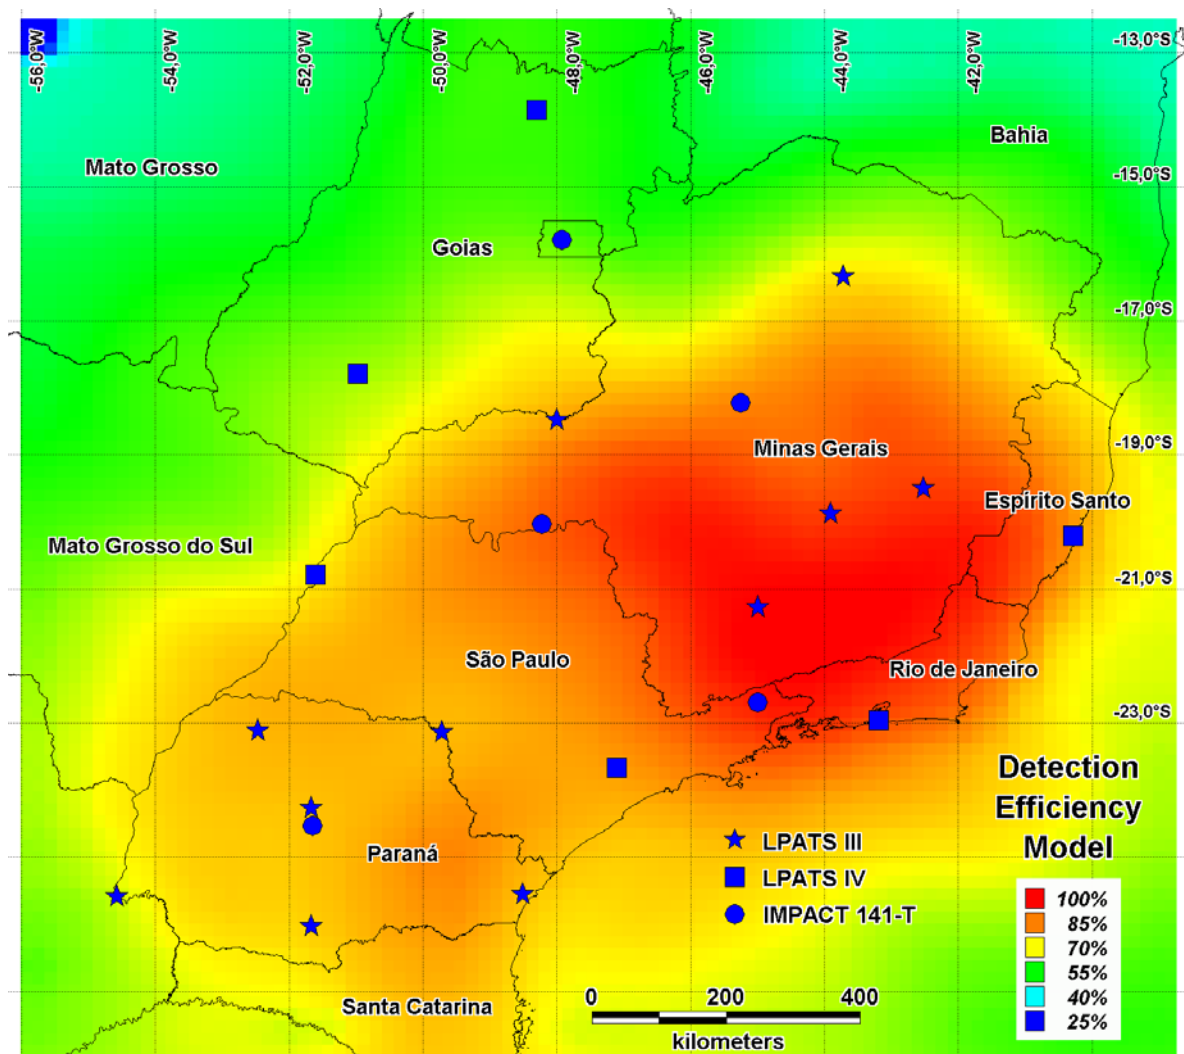 -56,0°W
-54,0°W
-52,0°W
-50,0°W
-48,0°W
-46,0°W
-44,0°W
-42,0°W
-13,0°S
Bahia
Mato Grosso
-15,0°S
Goias
-17,0°S
Minas Gerais
-19,0°S
Espírito Santo
Mato Grosso do Sul
-21,0°S
São Paulo
Rio de Janeiro
-23,0°S
Detection
Efficiency
Model
LPATS III
Paraná
LPATS IV
IMPACT 141-T
100%
85%
70%
55%
40%
25%
Santa Catarina
0 200 400
kilometers